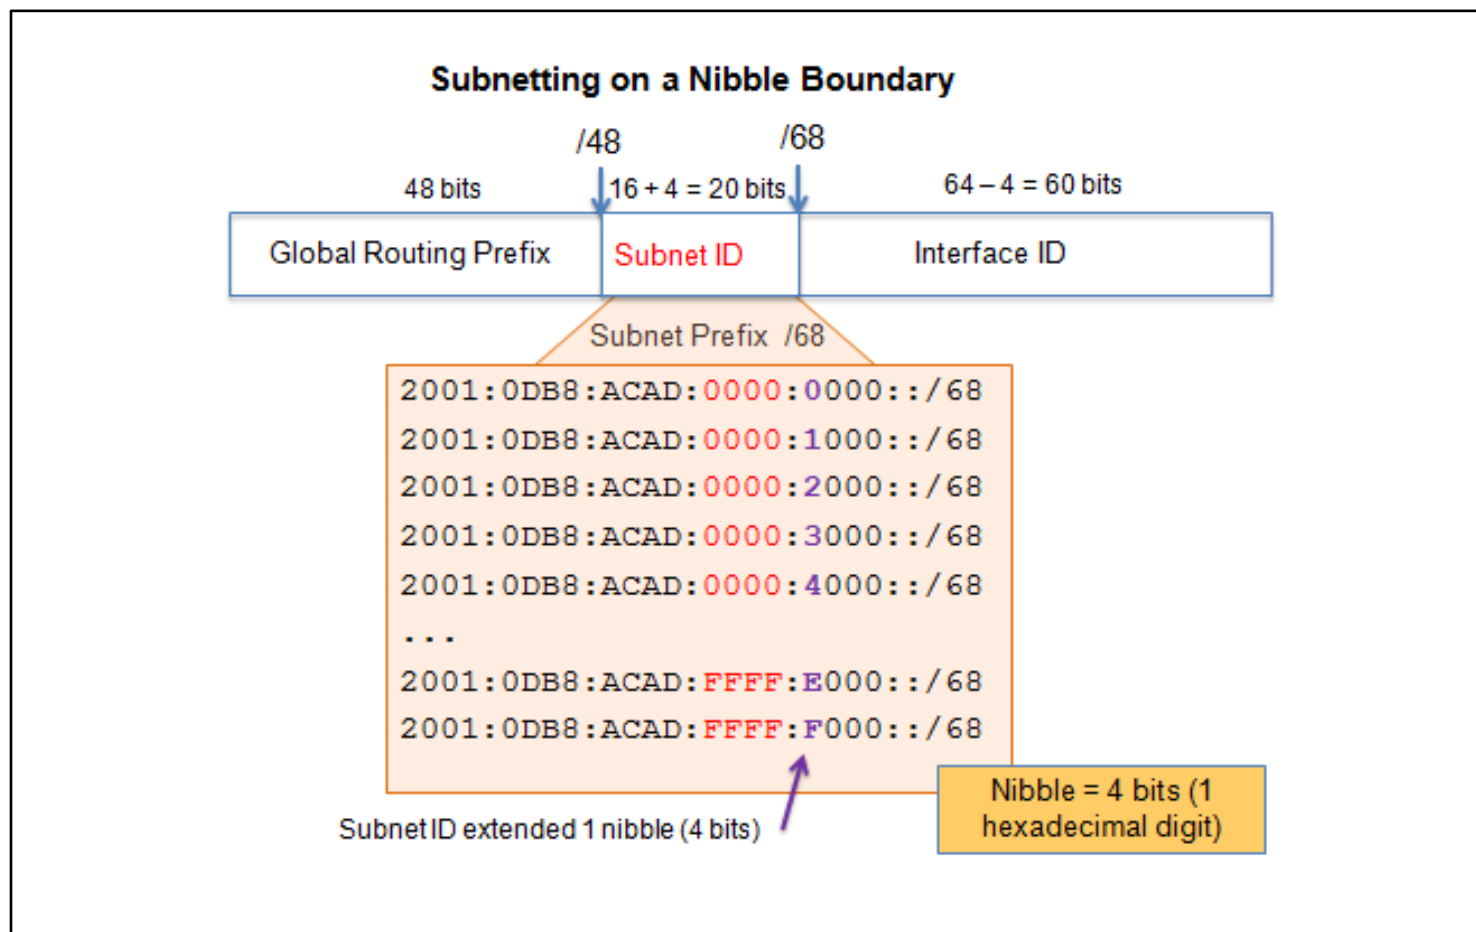 Subnetting on a Nibble Boundary
/48
/68
48 bits
16 + 4 = 20 bits
64 – 4 = 60 bits
Global Routing Prefix
Subnet ID
Interface ID
Subnet Prefix /68
2001:0DB8:ACAD:0000:0000::/68
2001:0DB8:ACAD:0000:1000::/68
2001:0DB8:ACAD:0000:2000::/68
2001:0DB8:ACAD:0000:3000::/68
2001:0DB8:ACAD:0000:4000::/68
...
2001:0DB8:ACAD:FFFF:E000::/68
2001:0DB8:ACAD:FFFF:F000::/68
Subnet ID extended 1 nibble (4 bits)
Nibble = 4 bits (1
hexadecimal digit)